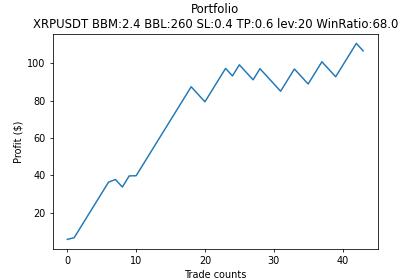 Portfolio
XRPUSDT BBM:2.4 BBL:260 SL:0.4 TP:0.6 lev:20 WinRatio:68.0
Profit ($)
100
80
60
40
20
0
10
20
30
40
Trade counts